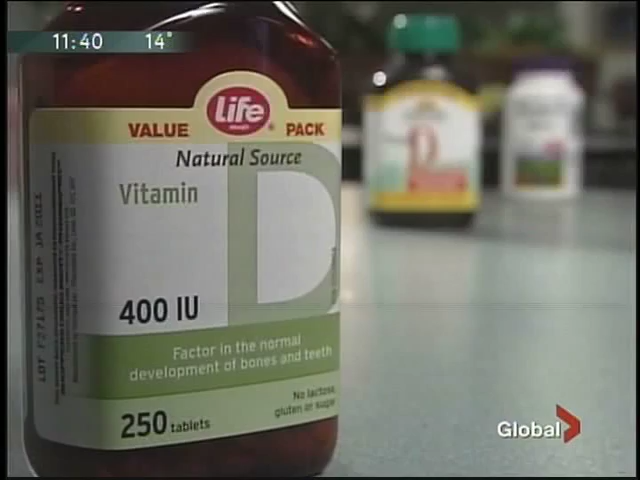 11:40 14°
Life
VALUE PACK
Natural Source
Vitamin D
400 IU
Factor in the normal
development of bones and teeth
No lactose,
gluten or sugar
250 tablets
D
Global